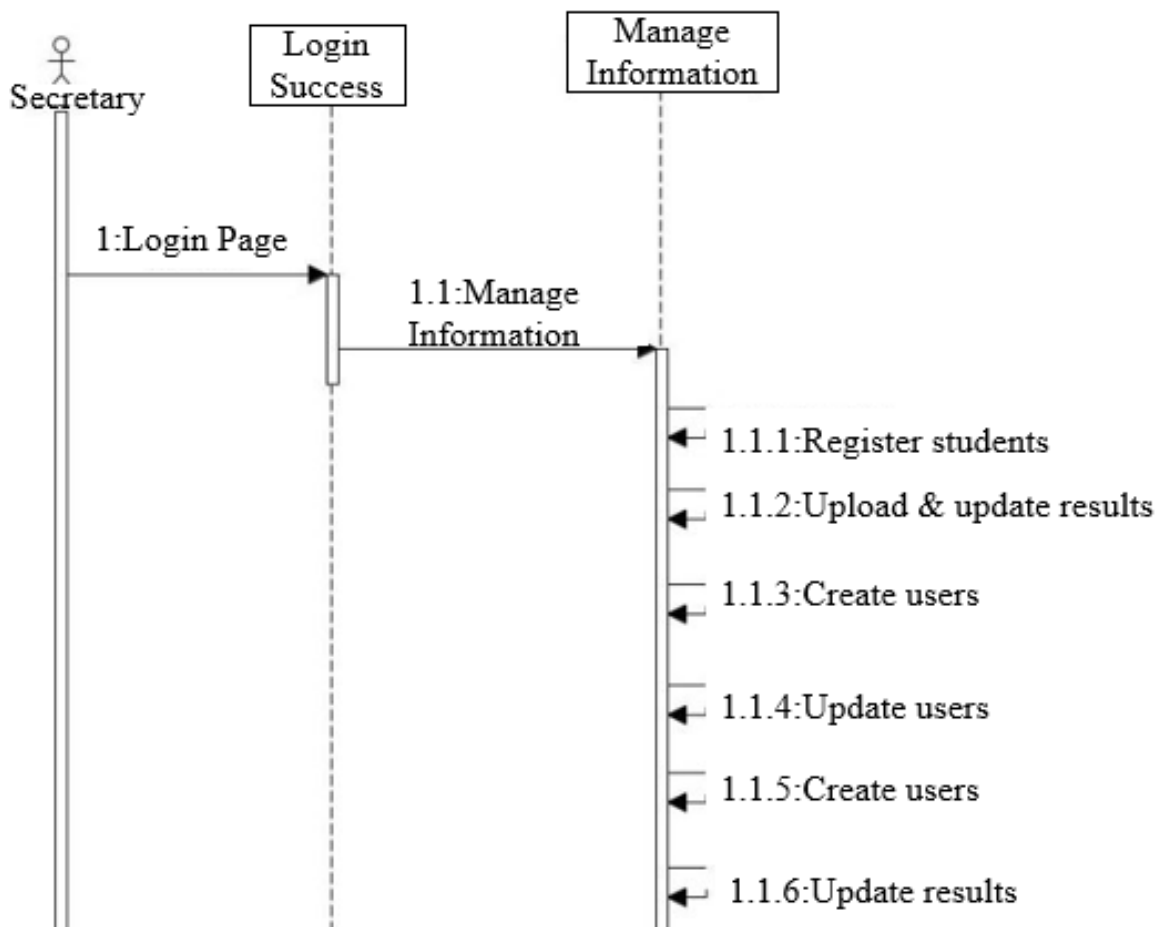 Secretary
Login
Success
Manage
Information
1:Login Page
1.1:Manage
Information
1.1.1:Register students
1.1.2:Upload & update results
1.1.3:Create users
1.1.4:Update users
1.1.5:Create users
1.1.6:Update results